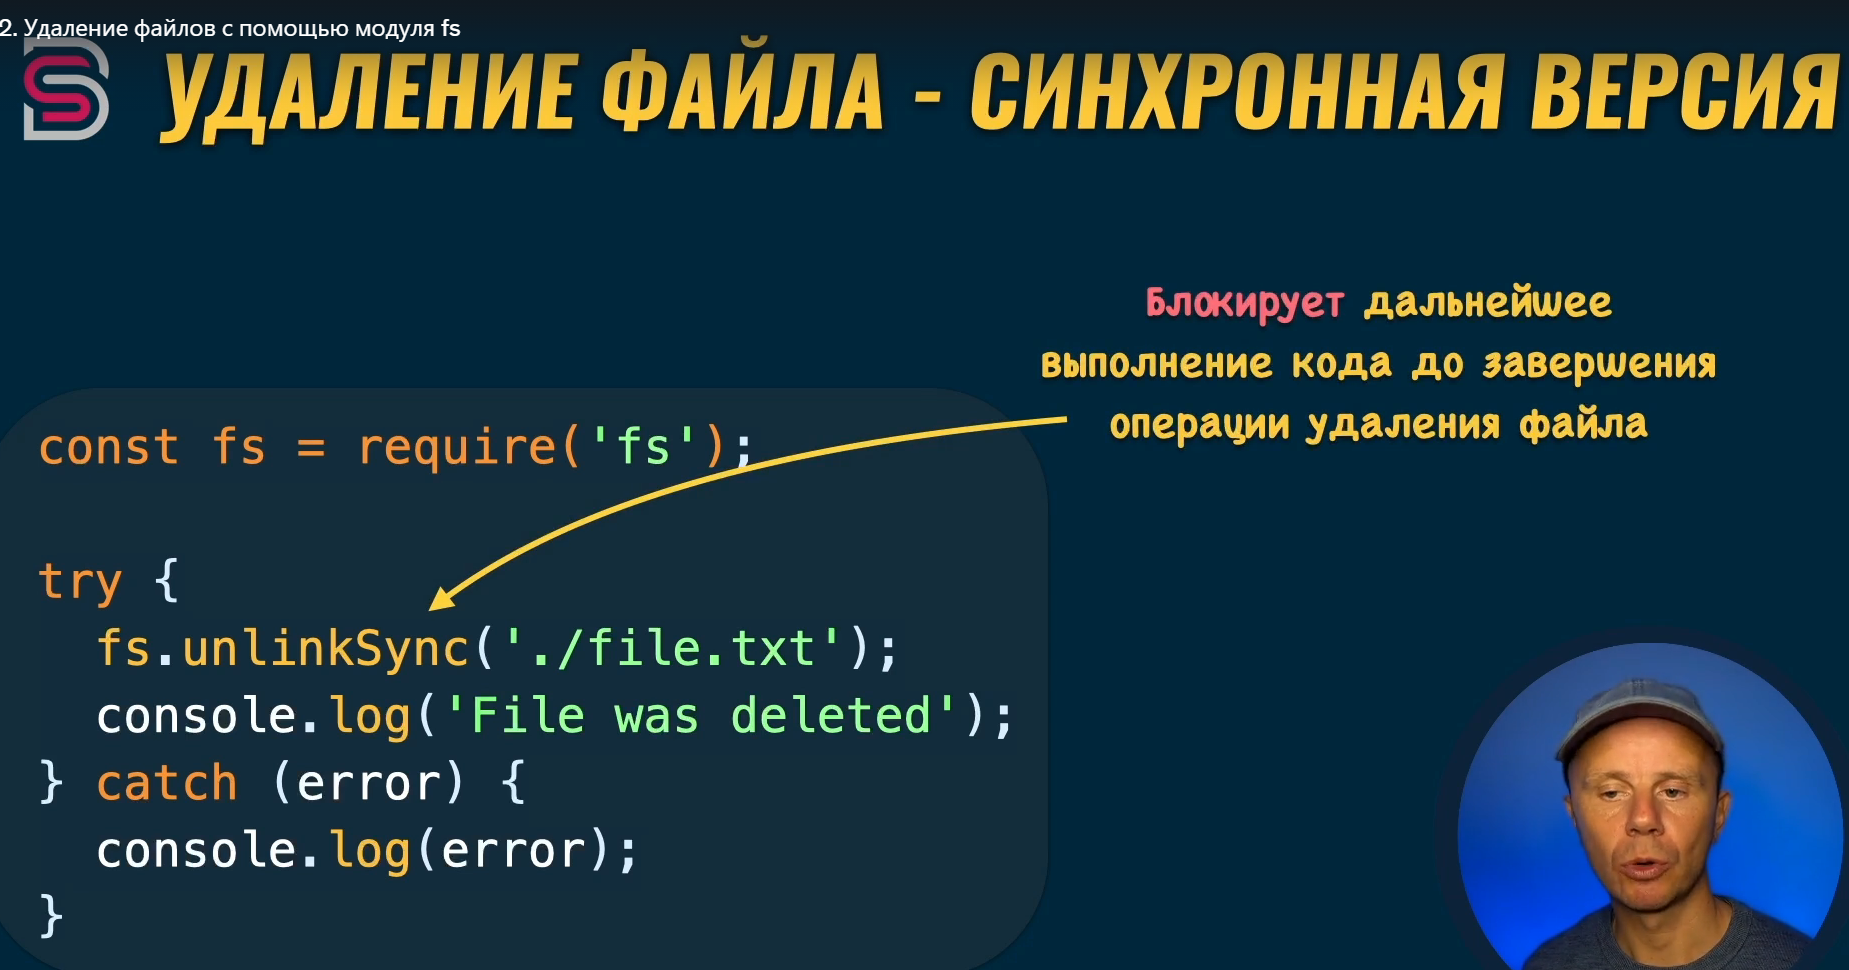 2. Удаление файлов с помощью модуля fs
УДАЛЕНИЕ ФАЙЛА - СИНХРОННАЯ ВЕРСИЯ
Блокирует дальнейшее
выполнение кода до завершения
операции удаления файла
const fs = require('fs');
try {
  fs.unlinkSync('./file.txt');
  console.log('File was deleted');
} catch (error) {
  console.log(error);
}